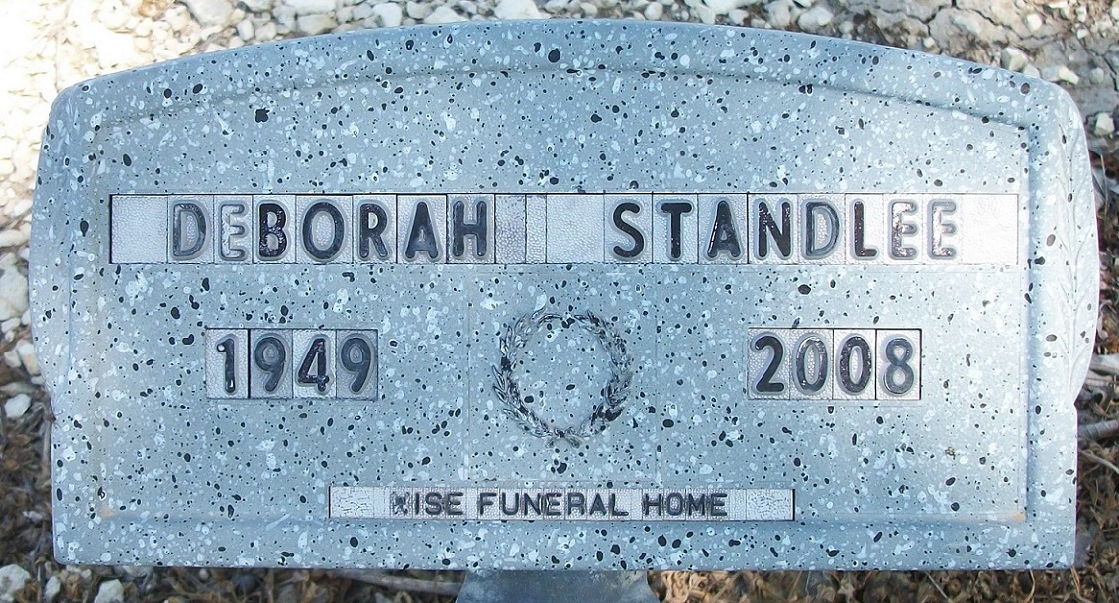 DEBORAH STANDLEE
1949 2008
WISE FUNERAL HOME